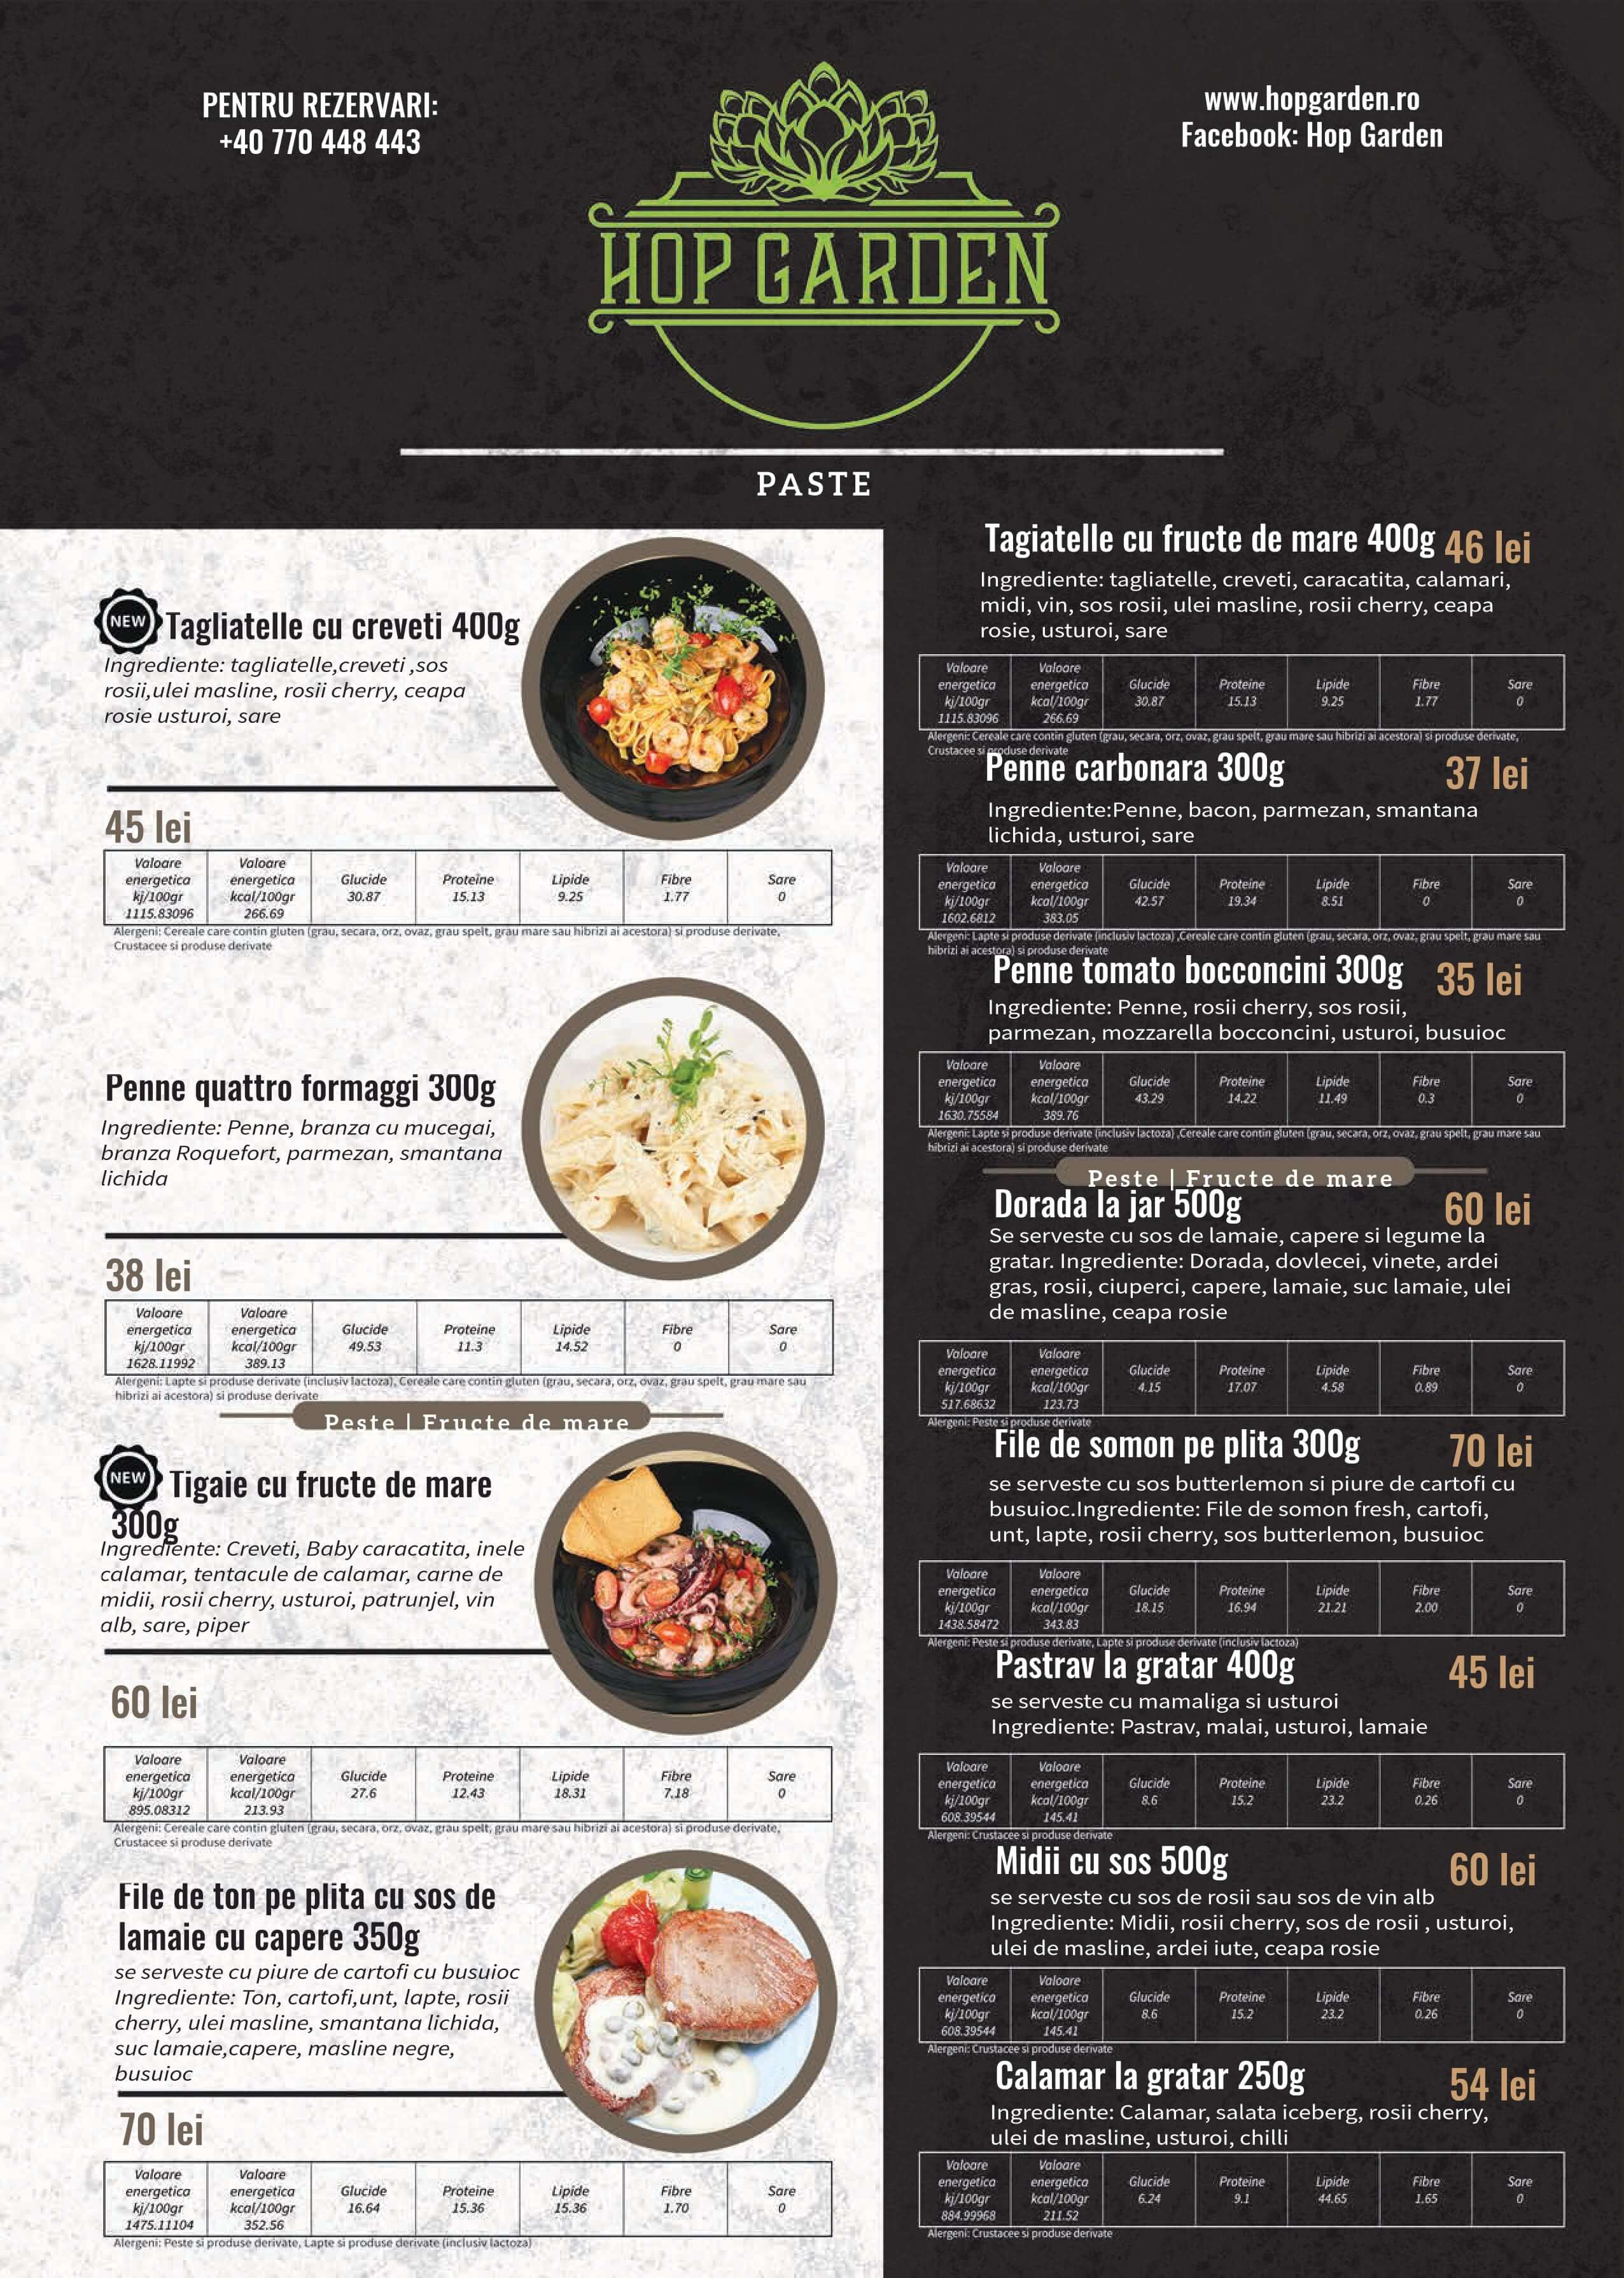 PENTRU REZERVARI:
+40 770 448 443
www.hopgarden.ro
Facebook: Hop Garden
HOP GARDEN
PASTE
NEW
Tagliatelle cu creveti 400g
Ingrediente: tagliatelle,creveti ,sos
rosii,ulei masline, rosii cherry, ceapa
rosie usturoi, sare
45 lei
Valoare energetica kj/100gr 1115.83096 Valoare energetica kcal/100gr 266.69 Glucide 30.87 Proteine 15.13 Lipide 9.25 Fibre 1.77 Sare 0
Alergeni: Cereale care contin gluten (grau, secara, orz, ovaz, grau spelt, grau mare sau hibrizi ai acestora) si produse derivate,
Crustacee si produse derivate
Penne quattro formaggi 300g
Ingrediente: Penne, branza cu mucegai,
branza Roquefort, parmezan, smantana
lichida
38 lei
Valoare energetica kj/100gr 1628.11992 Valoare energetica kcal/100gr 389.13 Glucide 49.53 Proteine 11.3 Lipide 14.52 Fibre 0 Sare 0
Alergeni: Lapte si produse derivate (inclusiv lactoza), Cereale care contin gluten (grau, secara, orz, ovaz, grau spelt, grau mare sau
hibrizi ai acestora) si produse derivate
Peste | Fructe de mare
NEW
Tigaie cu fructe de mare
300g
Ingrediente: Creveti, Baby caracatita, inele
calamar, tentacule de calamar, carne de
midii, rosii cherry, usturoi, patrunjel, vin
alb, sare, piper
60 lei
Valoare energetica kj/100gr 895.08312 Valoare energetica kcal/100gr 213.93 Glucide 27.6 Proteine 12.43 Lipide 18.31 Fibre 7.18 Sare 0
Alergeni: Cereale care contin gluten (grau, secara, orz, ovaz, grau spelt, grau mare sau hibrizi ai acestora) si produse derivate,
Crustacee si produse derivate
File de ton pe plita cu sos de
lamaie cu capere 350g
se serveste cu piure de cartofi cu busuioc
Ingrediente: Ton, cartofi,unt, lapte, rosii
cherry, ulei masline, smantana lichida,
suc lamaie,capere, masline negre,
busuioc
70 lei
Valoare energetica kj/100gr 1475.11104 Valoare energetica kcal/100gr 352.56 Glucide 16.64 Proteine 15.36 Lipide 15.36 Fibre 1.70 Sare 0
Alergeni: Peste si produse derivate, Lapte si produse derivate (inclusiv lactoza)
Tagiatelle cu fructe de mare 400g 46 lei
Ingrediente: tagliatelle, creveti, caracatita, calamari,
midi, vin, sos rosii, ulei masline, rosii cherry, ceapa
rosie, usturoi, sare
Valoare energetica kj/100gr 1115.83096 Valoare energetica kcal/100gr 266.69 Glucide 30.87 Proteine 15.13 Lipide 9.25 Fibre 1.77 Sare 0
Alergeni: Cereale care contin gluten (grau, secara, orz, ovaz, grau spelt, grau mare sau hibrizi ai acestora) si produse derivate,
Crustacee si produse derivate
Penne carbonara 300g 37 lei
Ingrediente:Penne, bacon, parmezan, smantana
lichida, usturoi, sare
Valoare energetica kj/100gr 1602.6812 Valoare energetica kcal/100gr 383.05 Glucide 42.57 Proteine 19.34 Lipide 8.51 Fibre 0 Sare 0
Alergeni: Lapte si produse derivate (inclusiv lactoza) ,Cereale care contin gluten (grau, secara, orz, ovaz, grau spelt, grau mare sau
hibrizi ai acestora) si produse derivate
Penne tomato bocconcini 300g 35 lei
Ingrediente: Penne, rosii cherry, sos rosii,
parmezan, mozzarella bocconcini, usturoi, busuioc
Valoare energetica kj/100gr 1630.75584 Valoare energetica kcal/100gr 389.76 Glucide 43.29 Proteine 14.22 Lipide 11.49 Fibre 0.3 Sare 0
Alergeni: Lapte si produse derivate (inclusiv lactoza) ,Cereale care contin gluten (grau, secara, orz, ovaz, grau spelt, grau mare sau
hibrizi ai acestora) si produse derivate
Peste | Fructe de mare
Dorada la jar 500g 60 lei
Se serveste cu sos de lamaie, capere si legume la
gratar. Ingrediente: Dorada, dovlecei, vinete, ardei
gras, rosii, ciuperci, capere, lamaie, suc lamaie, ulei
de masline, ceapa rosie
Valoare energetica kj/100gr 517.68632 Valoare energetica kcal/100gr 123.73 Glucide 4.15 Proteine 17.07 Lipide 4.58 Fibre 0.89 Sare 0
Alergeni: Peste si produse derivate
File de somon pe plita 300g 70 lei
se serveste cu sos butterlemon si piure de cartofi cu
busuioc.Ingrediente: File de somon fresh, cartofi,
unt, lapte, rosii cherry, sos butterlemon, busuioc
Valoare energetica kj/100gr 1438.58472 Valoare energetica kcal/100gr 343.83 Glucide 18.15 Proteine 16.94 Lipide 21.21 Fibre 2.00 Sare 0
Alergeni: Peste si produse derivate, Lapte si produse derivate (inclusiv lactoza)
Pastrav la gratar 400g 45 lei
se serveste cu mamaliga si usturoi
Ingrediente: Pastrav, malai, usturoi, lamaie
Valoare energetica kj/100gr 608.39544 Valoare energetica kcal/100gr 145.41 Glucide 8.6 Proteine 15.2 Lipide 23.2 Fibre 0.26 Sare 0
Alergeni: Crustacee si produse derivate
Midii cu sos 500g 60 lei
se serveste cu sos de rosii sau sos de vin alb
Ingrediente: Midii, rosii cherry, sos de rosii , usturoi,
ulei de masline, ardei iute, ceapa rosie
Valoare energetica kj/100gr 608.39544 Valoare energetica kcal/100gr 145.41 Glucide 8.6 Proteine 15.2 Lipide 23.2 Fibre 0.26 Sare 0
Alergeni: Crustacee si produse derivate
Calamar la gratar 250g 54 lei
Ingrediente: Calamar, salata iceberg, rosii cherry,
ulei de masline, usturoi, chilli
Valoare energetica kj/100gr 884.99968 Valoare energetica kcal/100gr 211.52 Glucide 6.24 Proteine 9.1 Lipide 44.65 Fibre 1.65 Sare 0
Alergeni: Crustacee si produse derivate